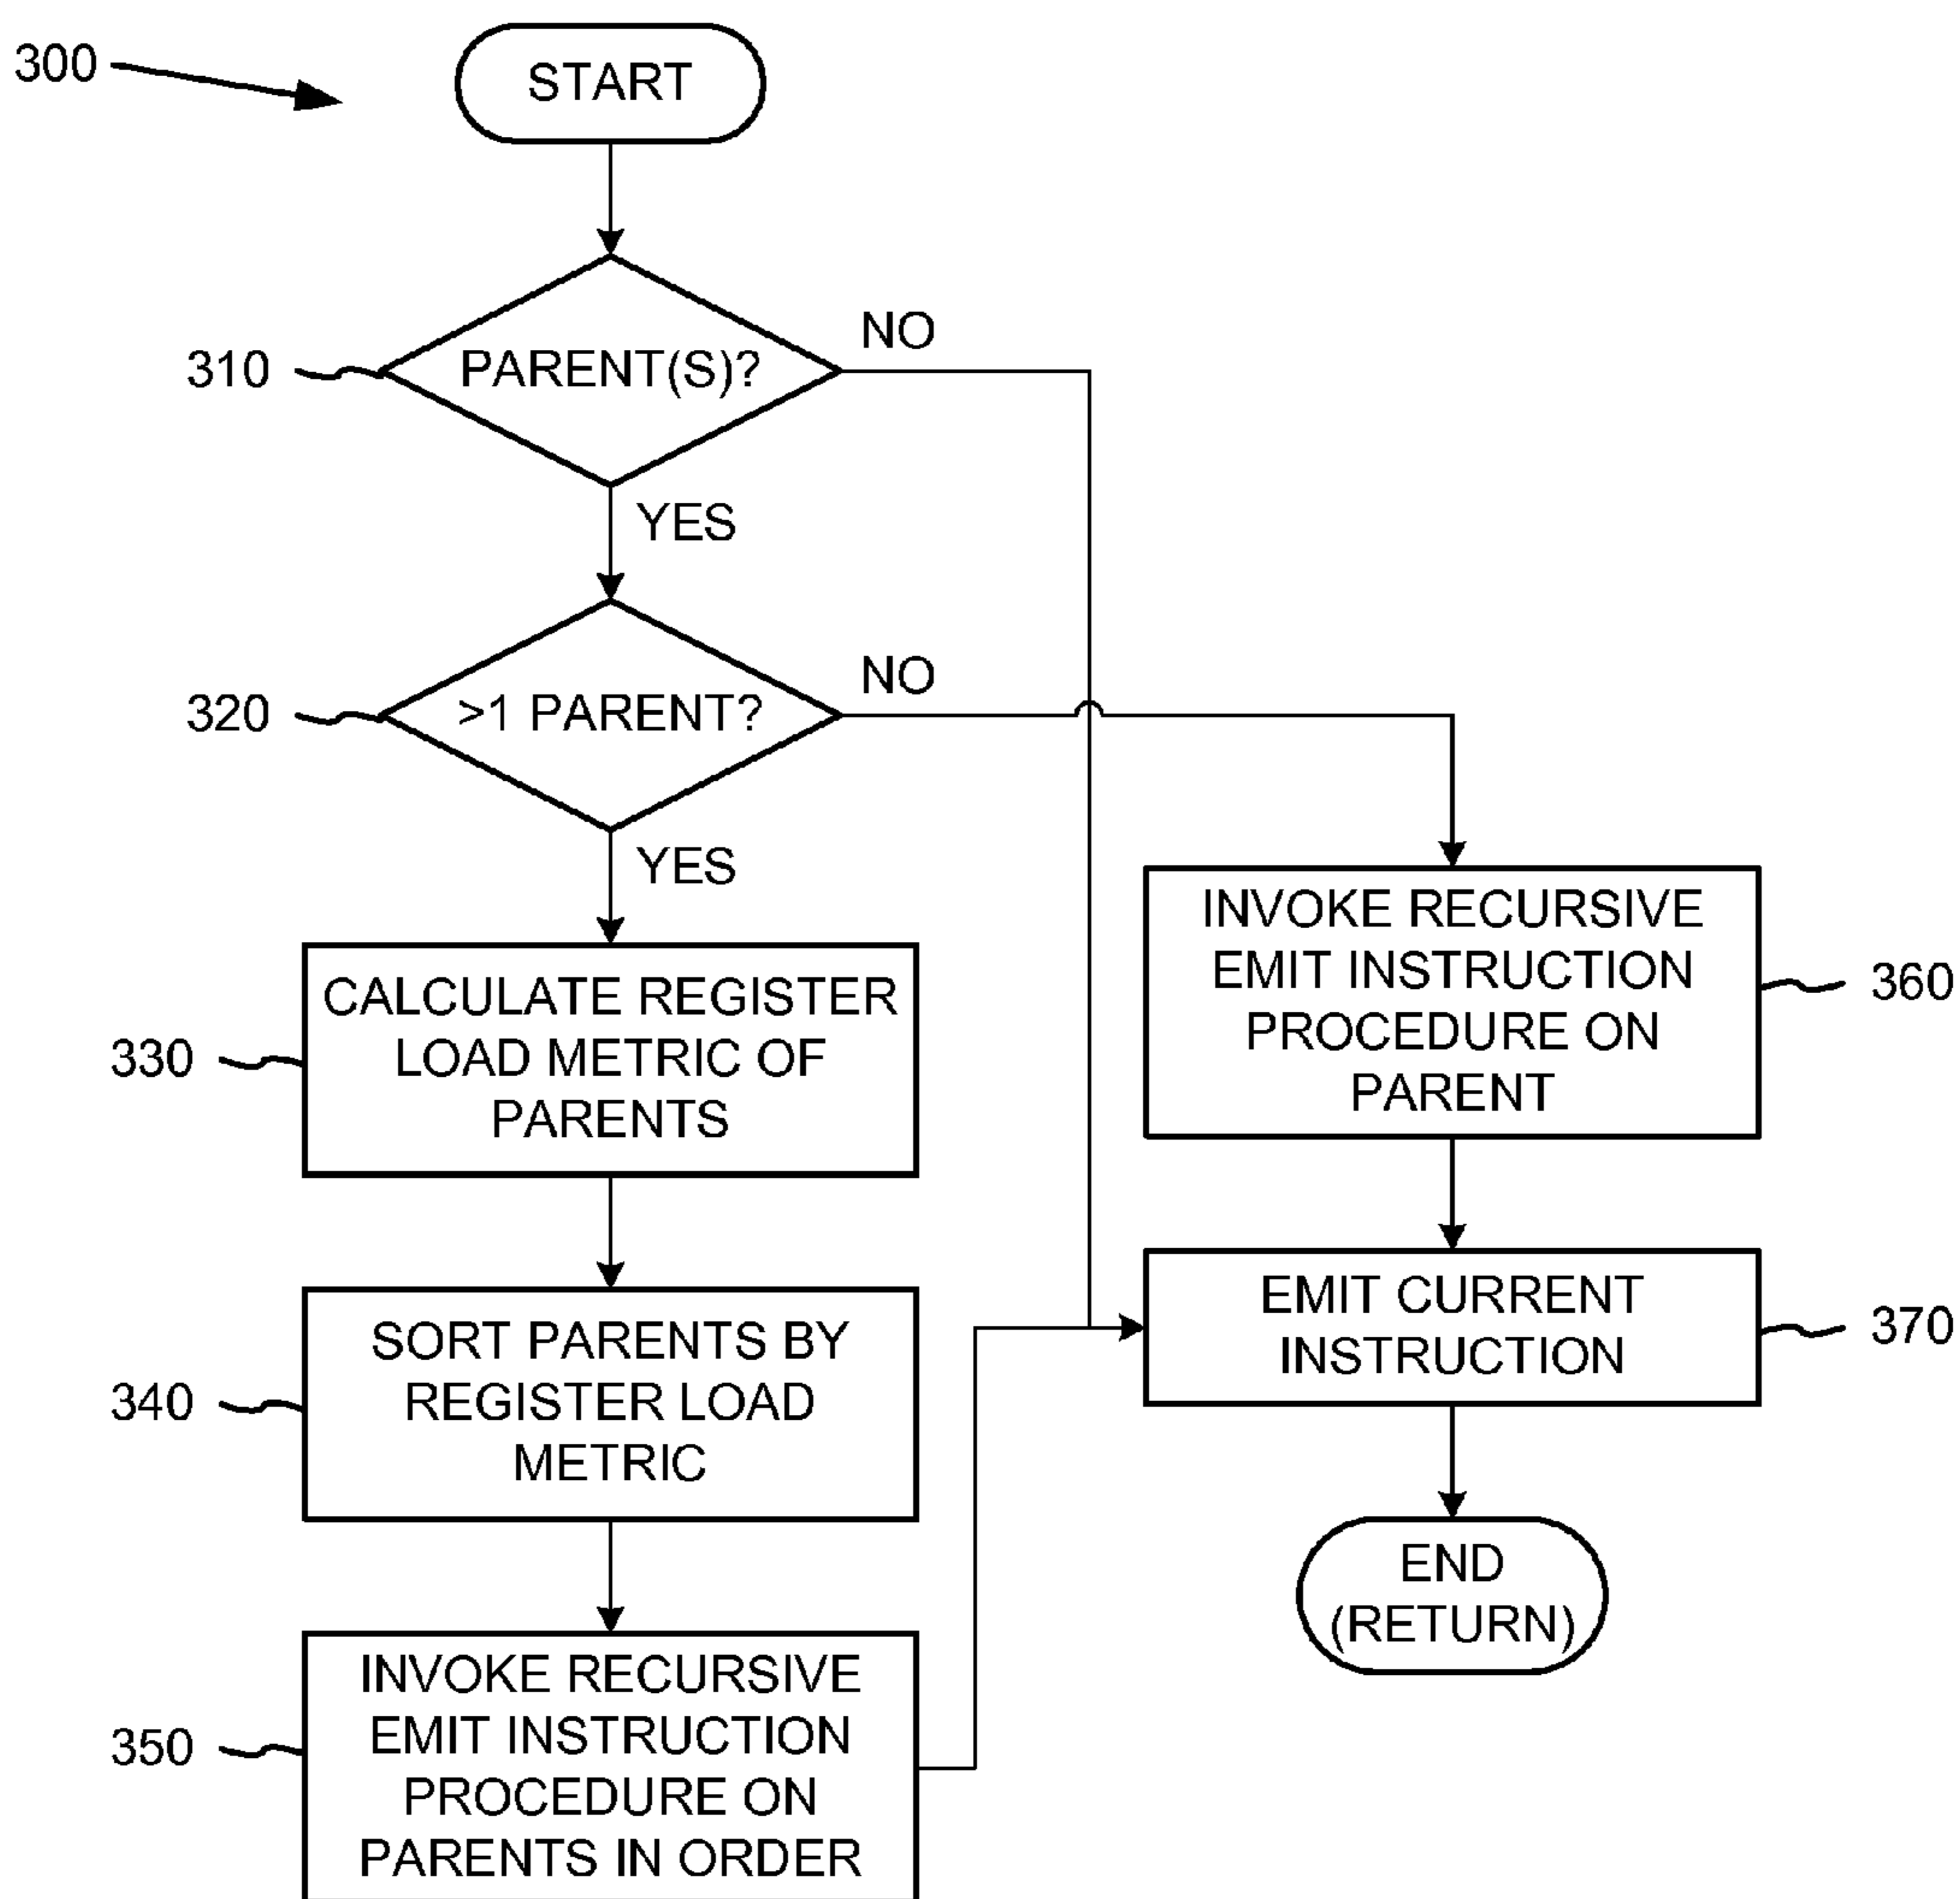 300
START
310
PARENT(S)?
NO
YES
320
>1 PARENT?
NO
YES
330
CALCULATE REGISTER
LOAD METRIC OF
PARENTS
340
SORT PARENTS BY
REGISTER LOAD
METRIC
350
INVOKE RECURSIVE
EMIT INSTRUCTION
PROCEDURE ON
PARENTS IN ORDER
INVOKE RECURSIVE
EMIT INSTRUCTION
PROCEDURE ON
PARENT
360
EMIT CURRENT
INSTRUCTION
370
END
(RETURN)